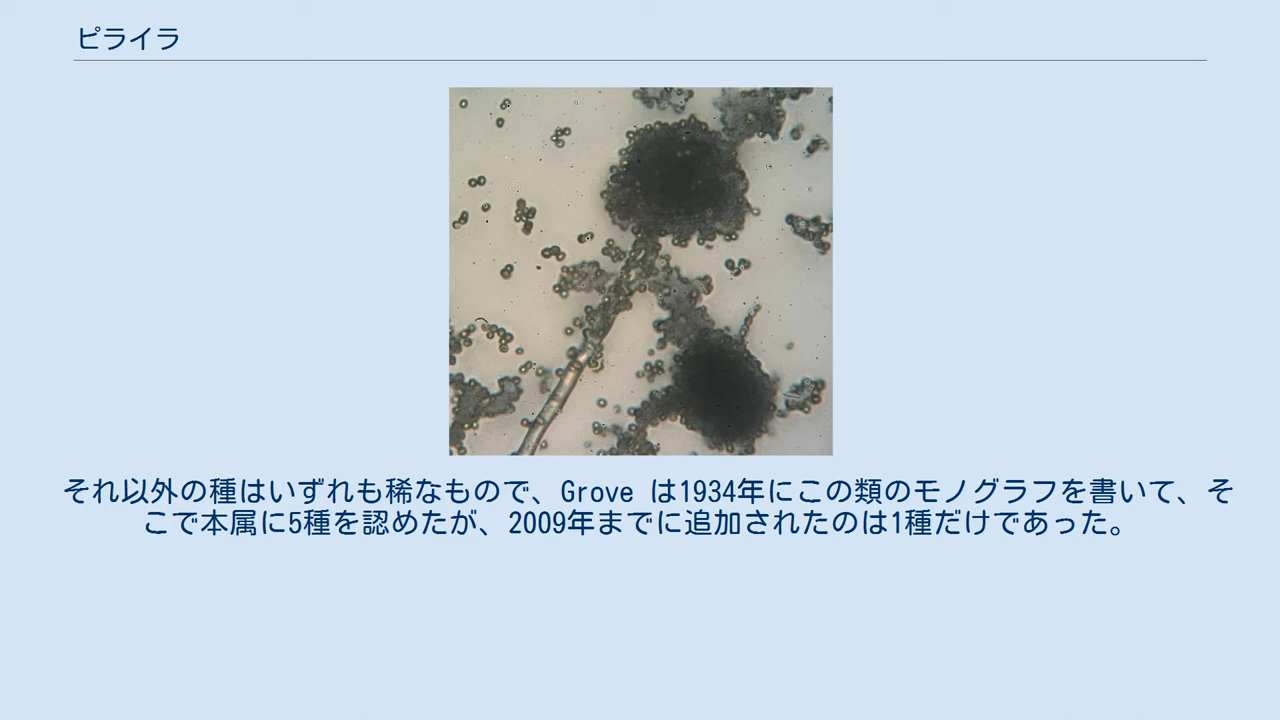 ピライラ
それ以外の種はいずれも稀なもので、Grove は1934年にこの類のモノグラフを書いて、そ
こで本属に5種を認めたが、2009年までに追加されたのは1種だけであった。